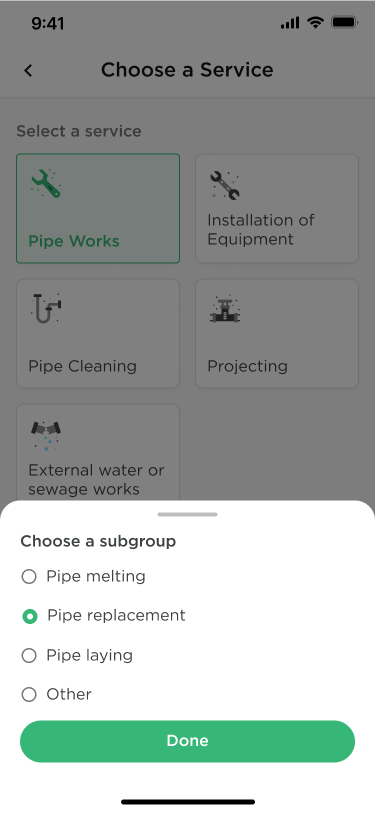 9:41
Choose a Service
Select a service
Pipe Works
Installation of
Equipment
Pipe Cleaning
Projecting
External water or
sewage works
Choose a subgroup
Pipe melting
Pipe replacement
Pipe laying
Other
Done